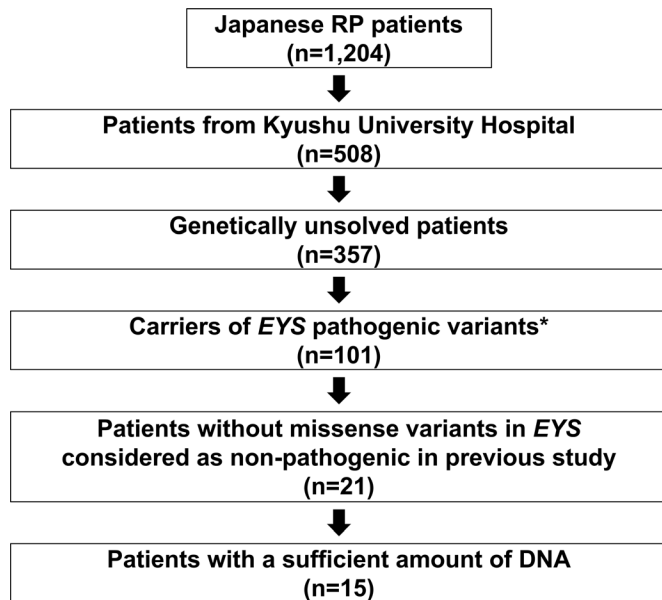 Japanese RP patients
(n=1,204)
Patients from Kyushu University Hospital
(n=508)
Genetically unsolved patients
(n=357)
Carriers of EYS pathogenic variants*
(n=101)
Patients without missense variants in EYS
considered as non-pathogenic in previous study
(n=21)
Patients with a sufficient amount of DNA
(n=15)